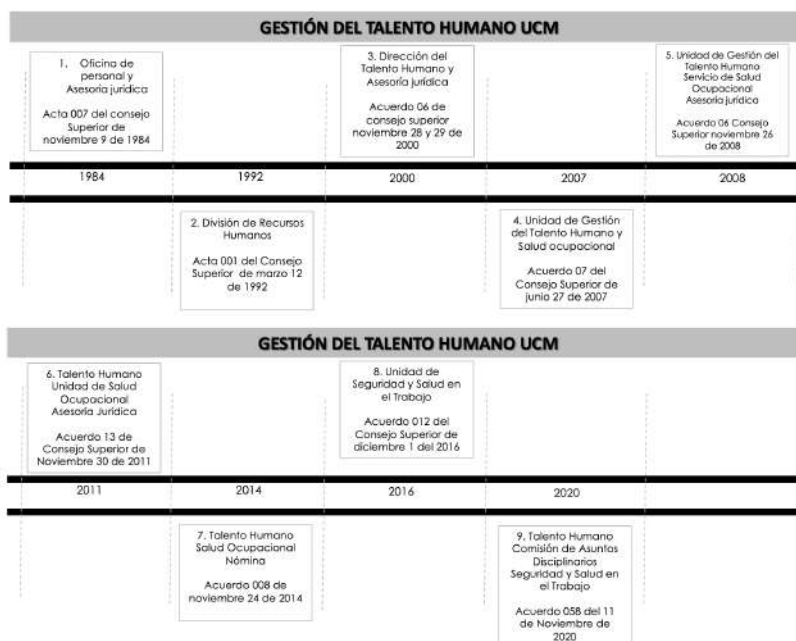 GESTIÓN DEL TALENTO HUMANO UCM
1. Oficina de
personal y
Asesoría jurídica
Acta 007 del consejo
Superior de
noviembre 9 de 1984
3. Dirección del
Talento Humano y
Asesoría jurídica
Acuerdo 06 de
consejo superior
noviembre 28 y 29 de
2000
5. Unidad de Gestión del
Talento Humano
Servicio de Salud
Ocupacional
Asesoría jurídica
Acuerdo 06 Consejo
Superior noviembre 26
de 2008
1984
1992
2000
2007
2008
2. División de Recursos
Humanos
Acta 001 del Consejo
Superior de marzo 12
de 1992
4. Unidad de Gestión
del Talento Humano y
Salud ocupacional
Acuerdo 07 del
Consejo Superior de
junio 27 de 2007
GESTIÓN DEL TALENTO HUMANO UCM
6. Talento Humano
Unidad de Salud
Ocupacional
Asesoría Jurídica
Acuerdo 13 de
Consejo Superior de
Noviembre 30 de 2011
8. Unidad de
Seguridad y Salud en
el Trabajo
Acuerdo 012 del
Consejo Superior de
diciembre 1 del 2016
2011
2014
2016
2020
7. Talento Humano
Salud Ocupacional
Nómina
Acuerdo 008 de
noviembre 24 de 2014
9. Talento Humano
Comisión de Asuntos
Disciplinarios
Seguridad y Salud en
el Trabajo
Acuerdo 058 del 11
de Noviembre de
2020